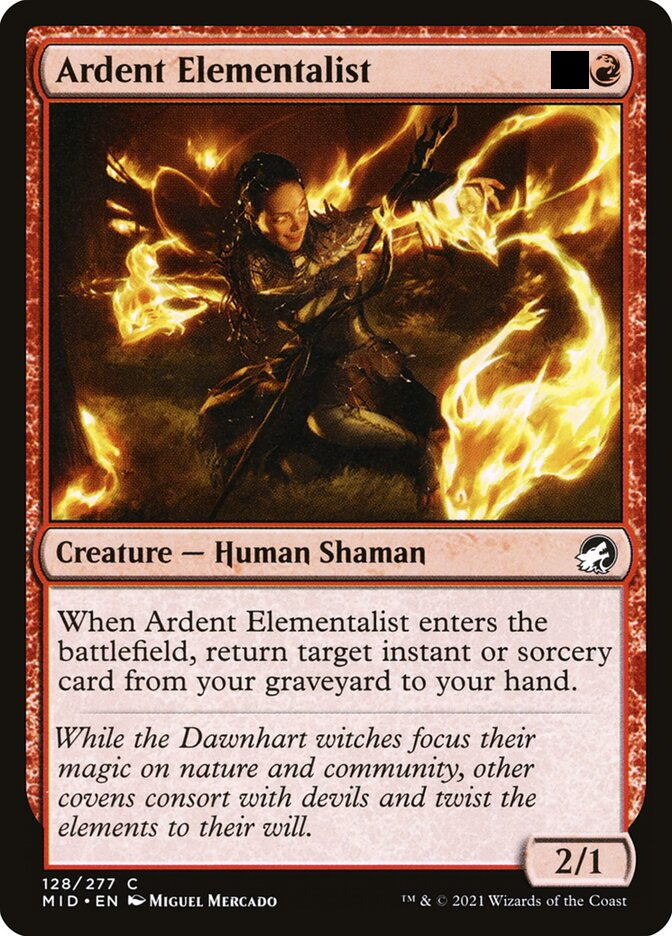 Ardent Elementalist
Creature — Human Shaman
When Ardent Elementalist enters the
battlefield, return target instant or sorcery
card from your graveyard to your hand.
While the Dawnhart witches focus their
magic on nature and community, other
covens consort with devils and twist the
elements to their will.
2/1
128/277 C
MID • EN Miguel Mercado
™ & © 2021 Wizards of the Coast